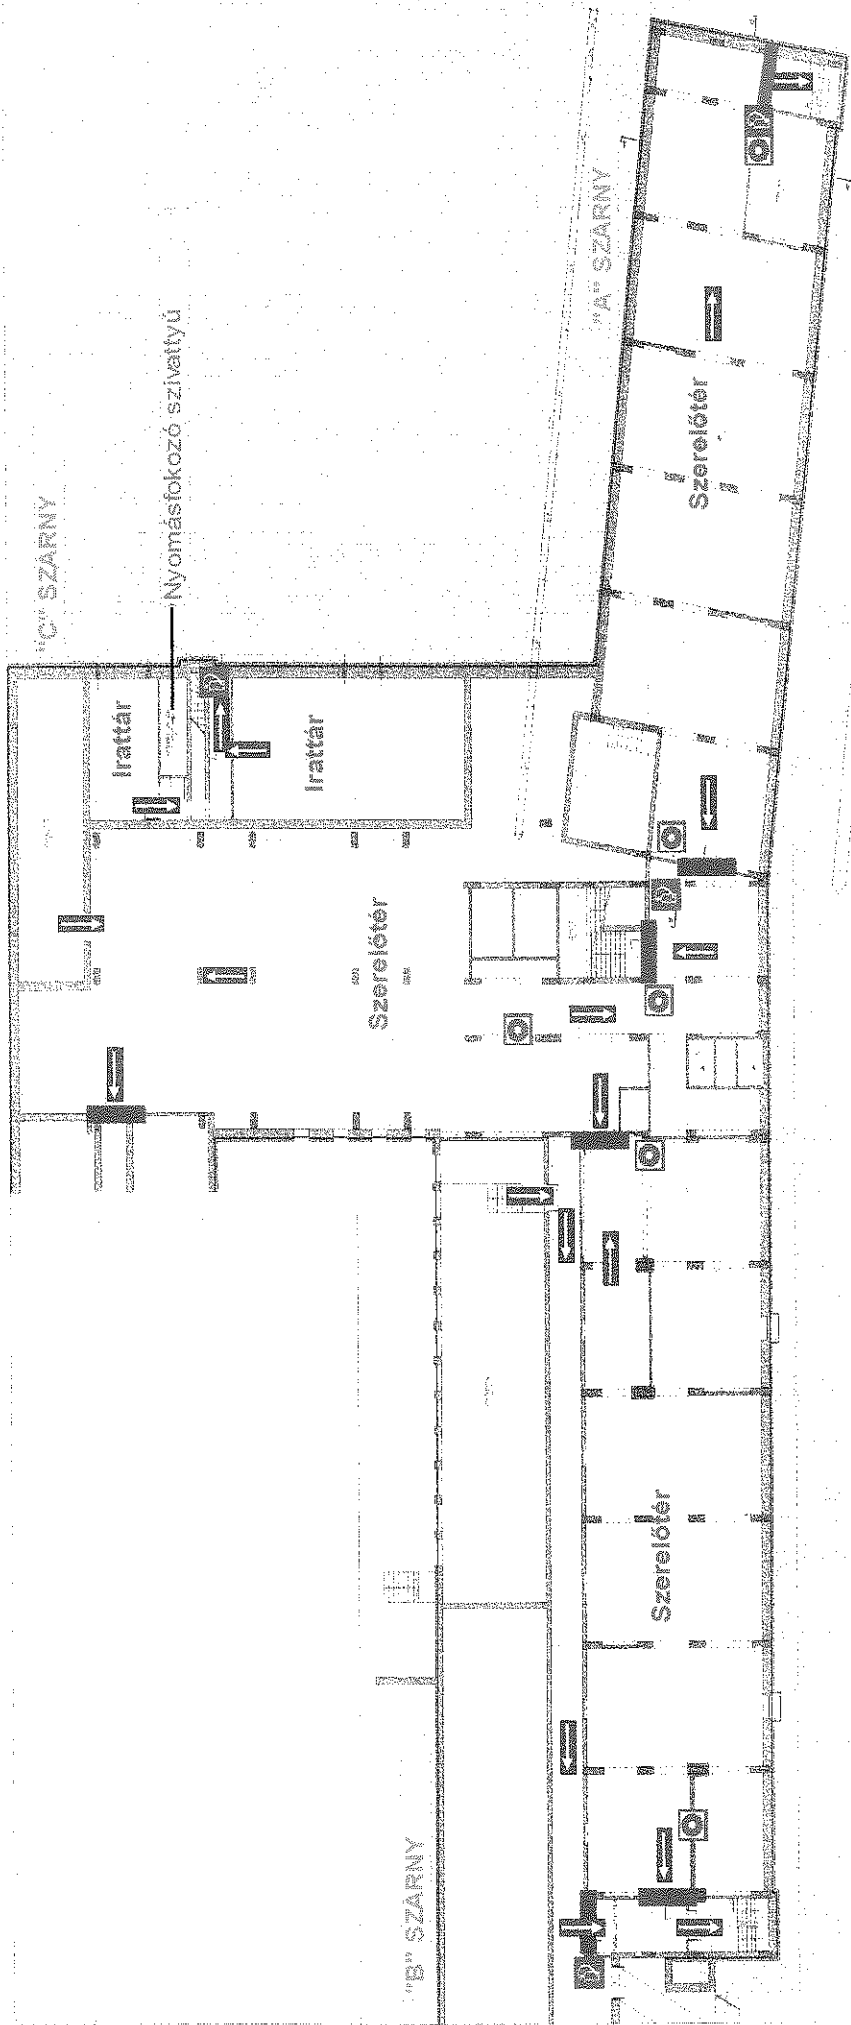 "C" SZÁRNY
Nyomásfokozó szivattyú
"A" SZÁRNY
Irattár
Irattár
Szerelőtér
Szerelőtér
Szerelőtér
"B" SZÁRNY